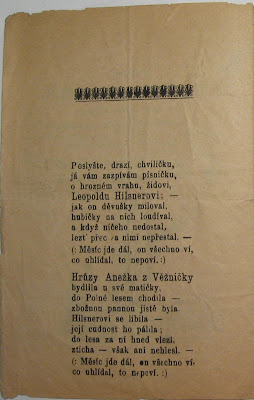 Poslyšte, drazí, chviličku,
já vám zazpívám písničku,
o hrozném vrahu, židovi,
Leopoldu Hilsnerovi; —
jak on děvušky miloval,
hubičky na nich loudíval,
a když ničeho nedostal,
lezť přec za nimi nepřestal. —
(: Měsíc jde dál, on všechno ví,
co uhlídal, to nepoví. :)
Hrůzy Anežka z Věžničky
bydlila u své matičky,
do Polné lesem chodila —
zbožnou pannou jistě byla.
Hilsnerovi se líbila —
její cudnost ho pálila;
do lesa za ní hned vlezl,
zticha — však ani nehlesl. —
(: Měsíc jde dál, on všechno ví,
co uhlídal, to nepoví. :)